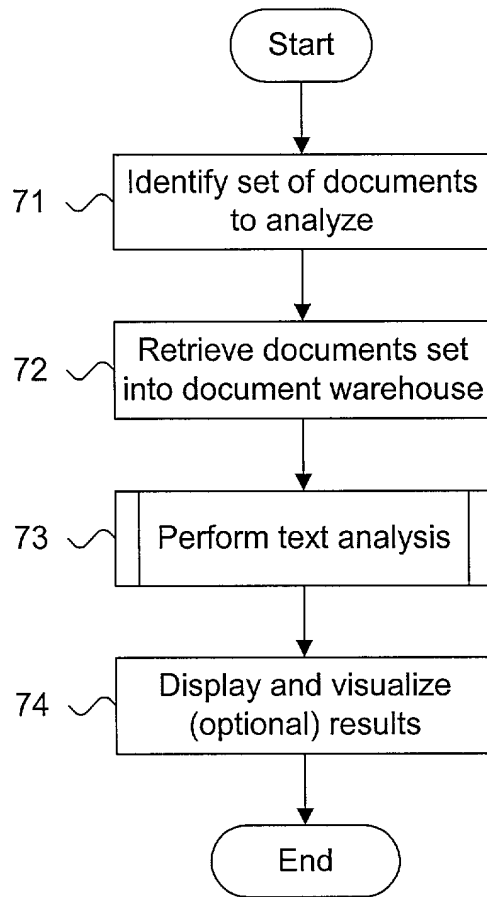 Start
71
Identify set of documents
to analyze
72
Retrieve documents set
into document warehouse
73
Perform text analysis
74
Display and visualize
(optional) results
End